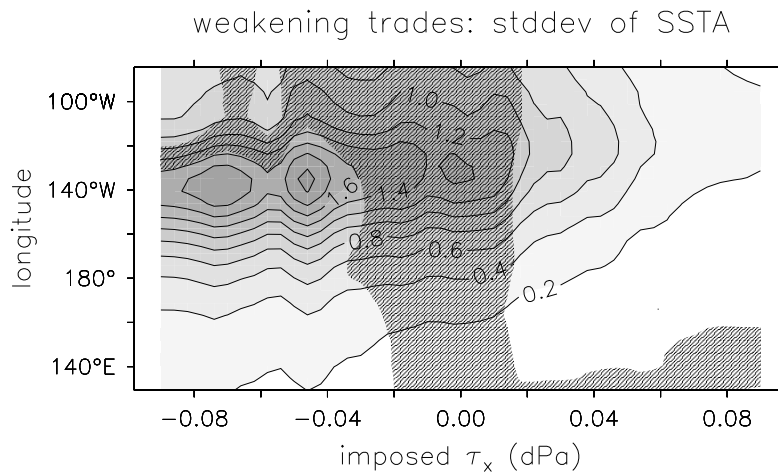 weakening trades: stddev of SSTA
100°W
1.0
1.2
140°W
1.6
1.4
0.8
0.6
180°
0.4
0.2
140°E
longitude
−0.08 −0.04 0.00 0.04 0.08
imposed τx (dPa)